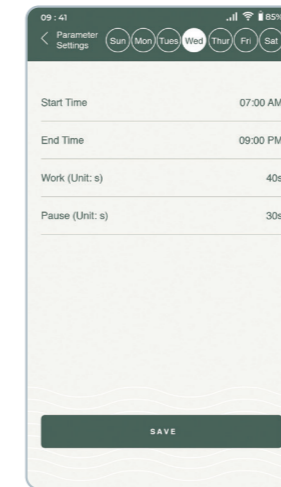 09 : 41 85%
Parameter Settings Sun Mon Tues Wed Thur Fri Sat
Start Time 07:00 AM
End Time 09:00 PM
Work (Unit: s) 40s
Pause (Unit: s) 30s
SAVE